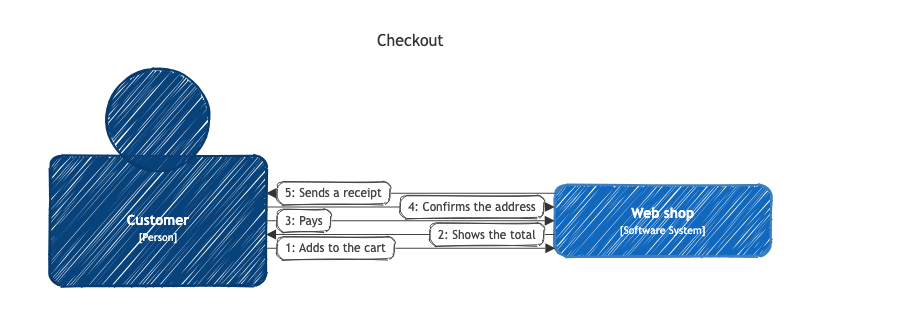 Checkout
Customer
[Person]
5: Sends a receipt
4: Confirms the address
3: Pays
2: Shows the total
1: Adds to the cart
Web shop
[Software System]